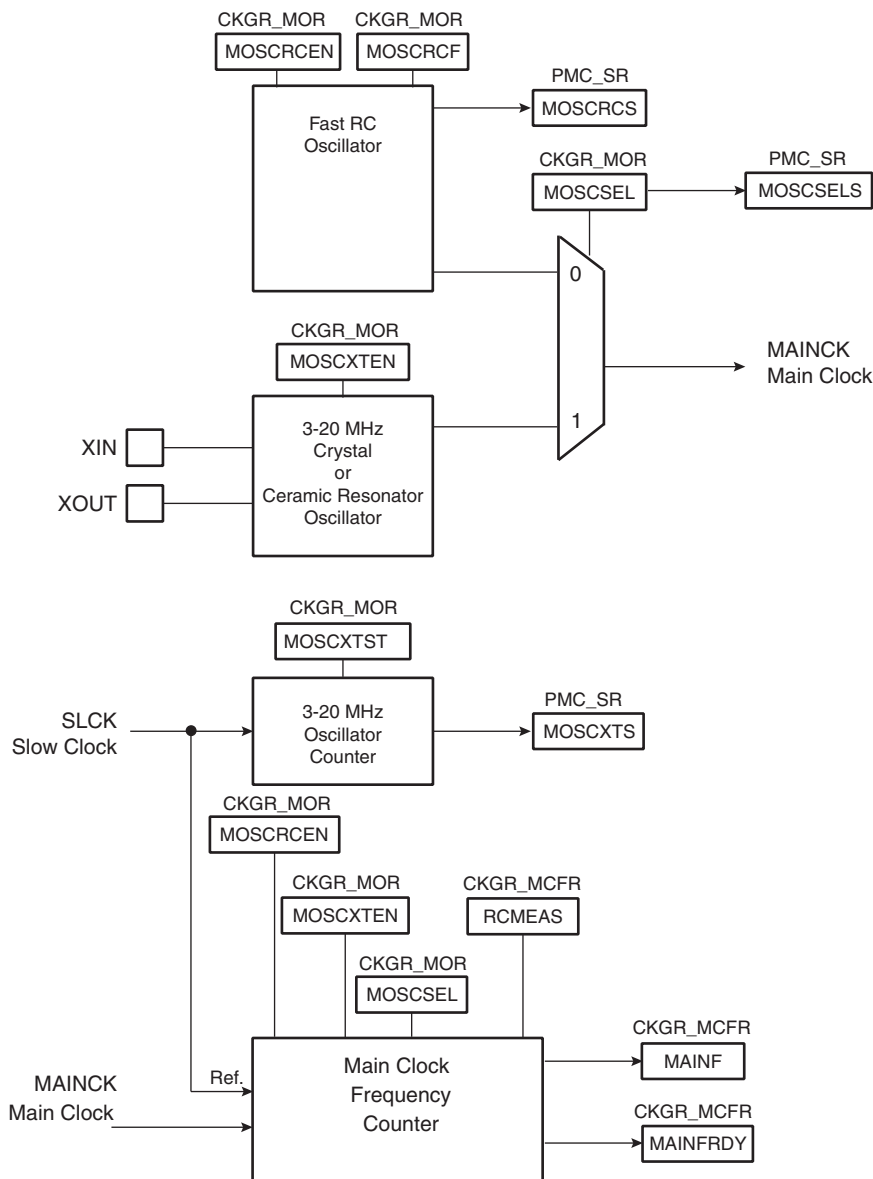 CKGR_MOR
MOSCRCEN
CKGR_MOR
MOSCRCF
Fast RC
Oscillator
PMC_SR
MOSCRCS
CKGR_MOR
MOSCSEL
PMC_SR
MOSCSELS
0
1
MAINCK
Main Clock
CKGR_MOR
MOSCXTEN
XIN
XOUT
3-20 MHz
Crystal
or
Ceramic Resonator
Oscillator
CKGR_MOR
MOSCXTST
SLCK
Slow Clock
3-20 MHz
Oscillator
Counter
PMC_SR
MOSCXTS
CKGR_MOR
MOSCRCEN
CKGR_MOR
MOSCXTEN
CKGR_MCFR
RCMEAS
CKGR_MOR
MOSCSEL
MAINCK
Main Clock
Ref.
Main Clock
Frequency
Counter
CKGR_MCFR
MAINF
CKGR_MCFR
MAINFRDY